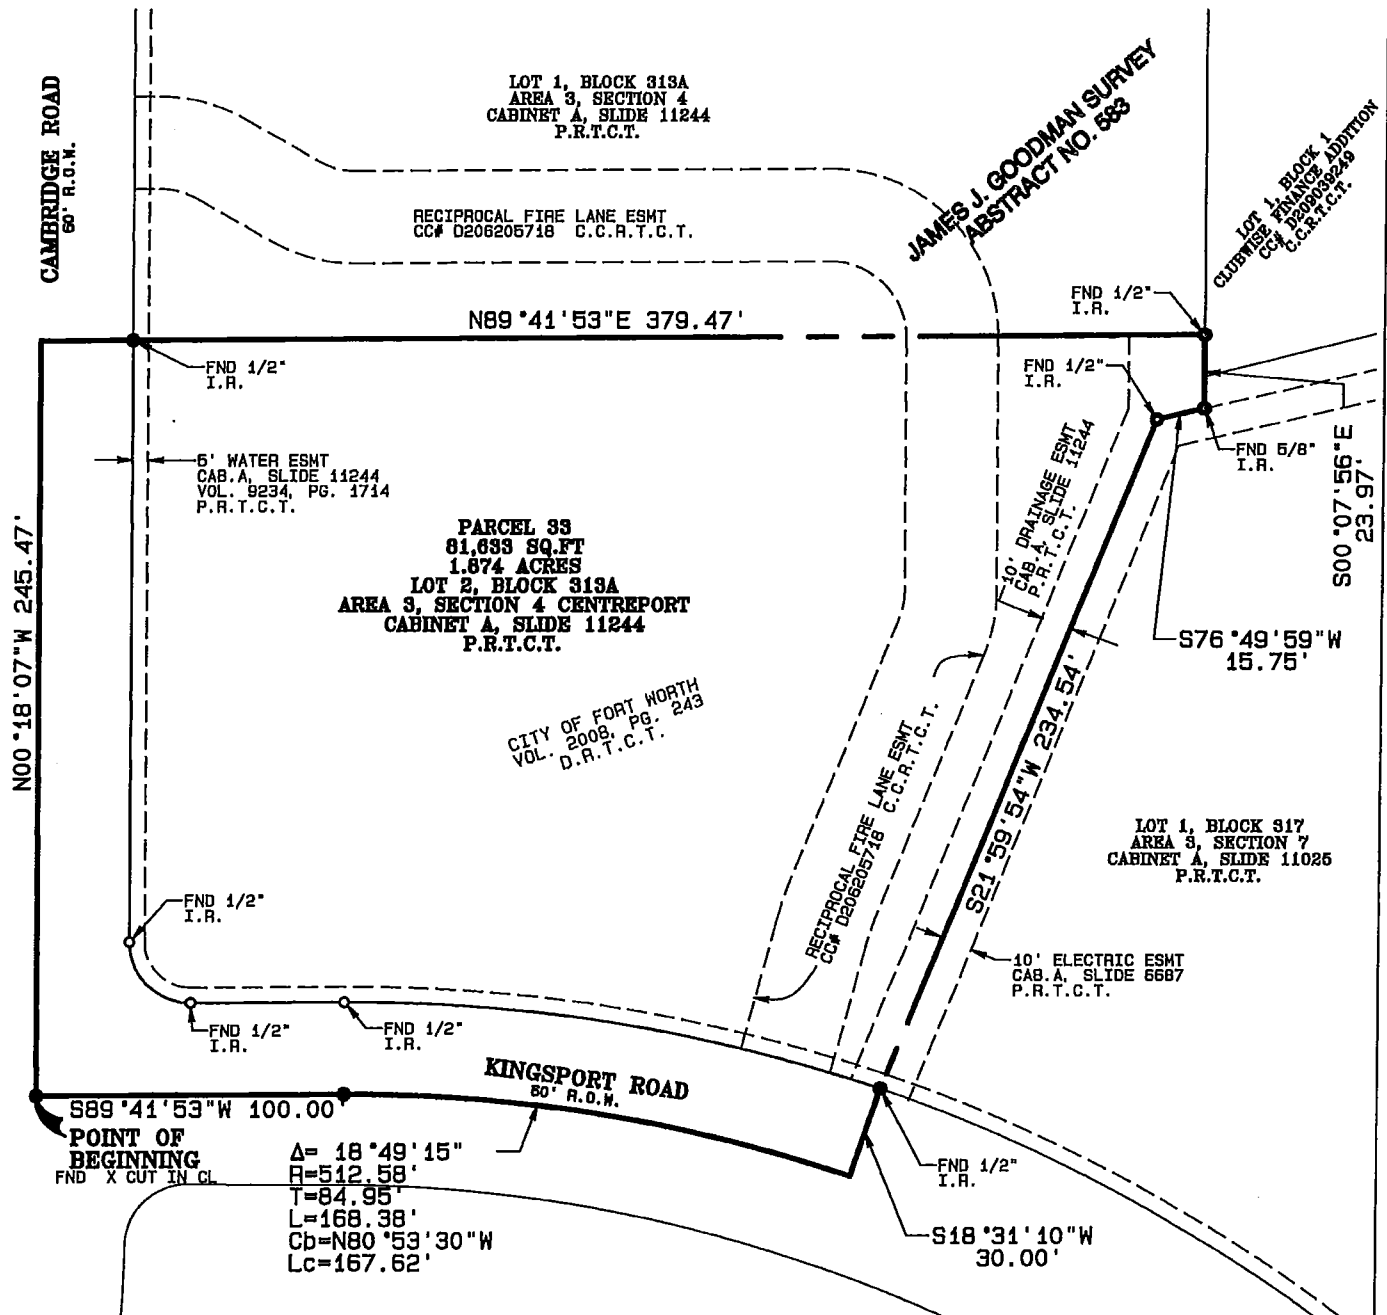 LOT 1, BLOCK 313A
AREA 3, SECTION 4
CABINET A, SLIDE 11244
P.R.T.C.T.
JAMES J. GOODMAN SURVEY
ABSTRACT NO. 583
LOT 1, BLOCK 1
CLUBWISE FINANCE ADDITION
CC# D209039249
C.C.R.T.C.T.
CAMBRIDGE ROAD
60' R.O.W.
RECIPROCAL FIRE LANE ESMT
CC# D206205718 C.C.R.T.C.T.
FND 1/2"
I.R.
N89°41'53"E 379.47'
FND 1/2"
I.R.
FND 1/2"
I.R.
FND 5/8"
I.R.
S00°07'56"E
23.97'
5' WATER ESMT
CAB.A, SLIDE 11244
VOL. 9234, PG. 1714
P.R.T.C.T.
10' DRAINAGE ESMT
CAB.A, SLIDE 11244
P.R.T.C.T.
PARCEL 33
81,633 SQ.FT
1.874 ACRES
LOT 2, BLOCK 313A
AREA 3, SECTION 4 CENTREPORT
CABINET A, SLIDE 11244
P.R.T.C.T.
N00°18'07"W 245.47'
S76°49'59"W
15.75'
CITY OF FORT WORTH
VOL. 2008, PG. 243
D.R.T.C.T.
S21°59'54"W 234.54'
RECIPROCAL FIRE LANE ESMT
CC# D206205718 C.C.R.T.C.T.
LOT 1, BLOCK 317
AREA 3, SECTION 7
CABINET A, SLIDE 11025
P.R.T.C.T.
FND 1/2"
I.R.
10' ELECTRIC ESMT
CAB.A, SLIDE 6687
P.R.T.C.T.
FND 1/2"
I.R.
FND 1/2"
I.R.
KINGSPORT ROAD
60' R.O.W.
S89°41'53"W 100.00'
POINT OF
BEGINNING
FND X CUT IN CL
Δ= 18°49'15"
R=512.58'
T=84.95'
L=168.38'
Cb=N80°53'30"W
Lc=167.62'
FND 1/2"
I.R.
S18°31'10"W
30.00'